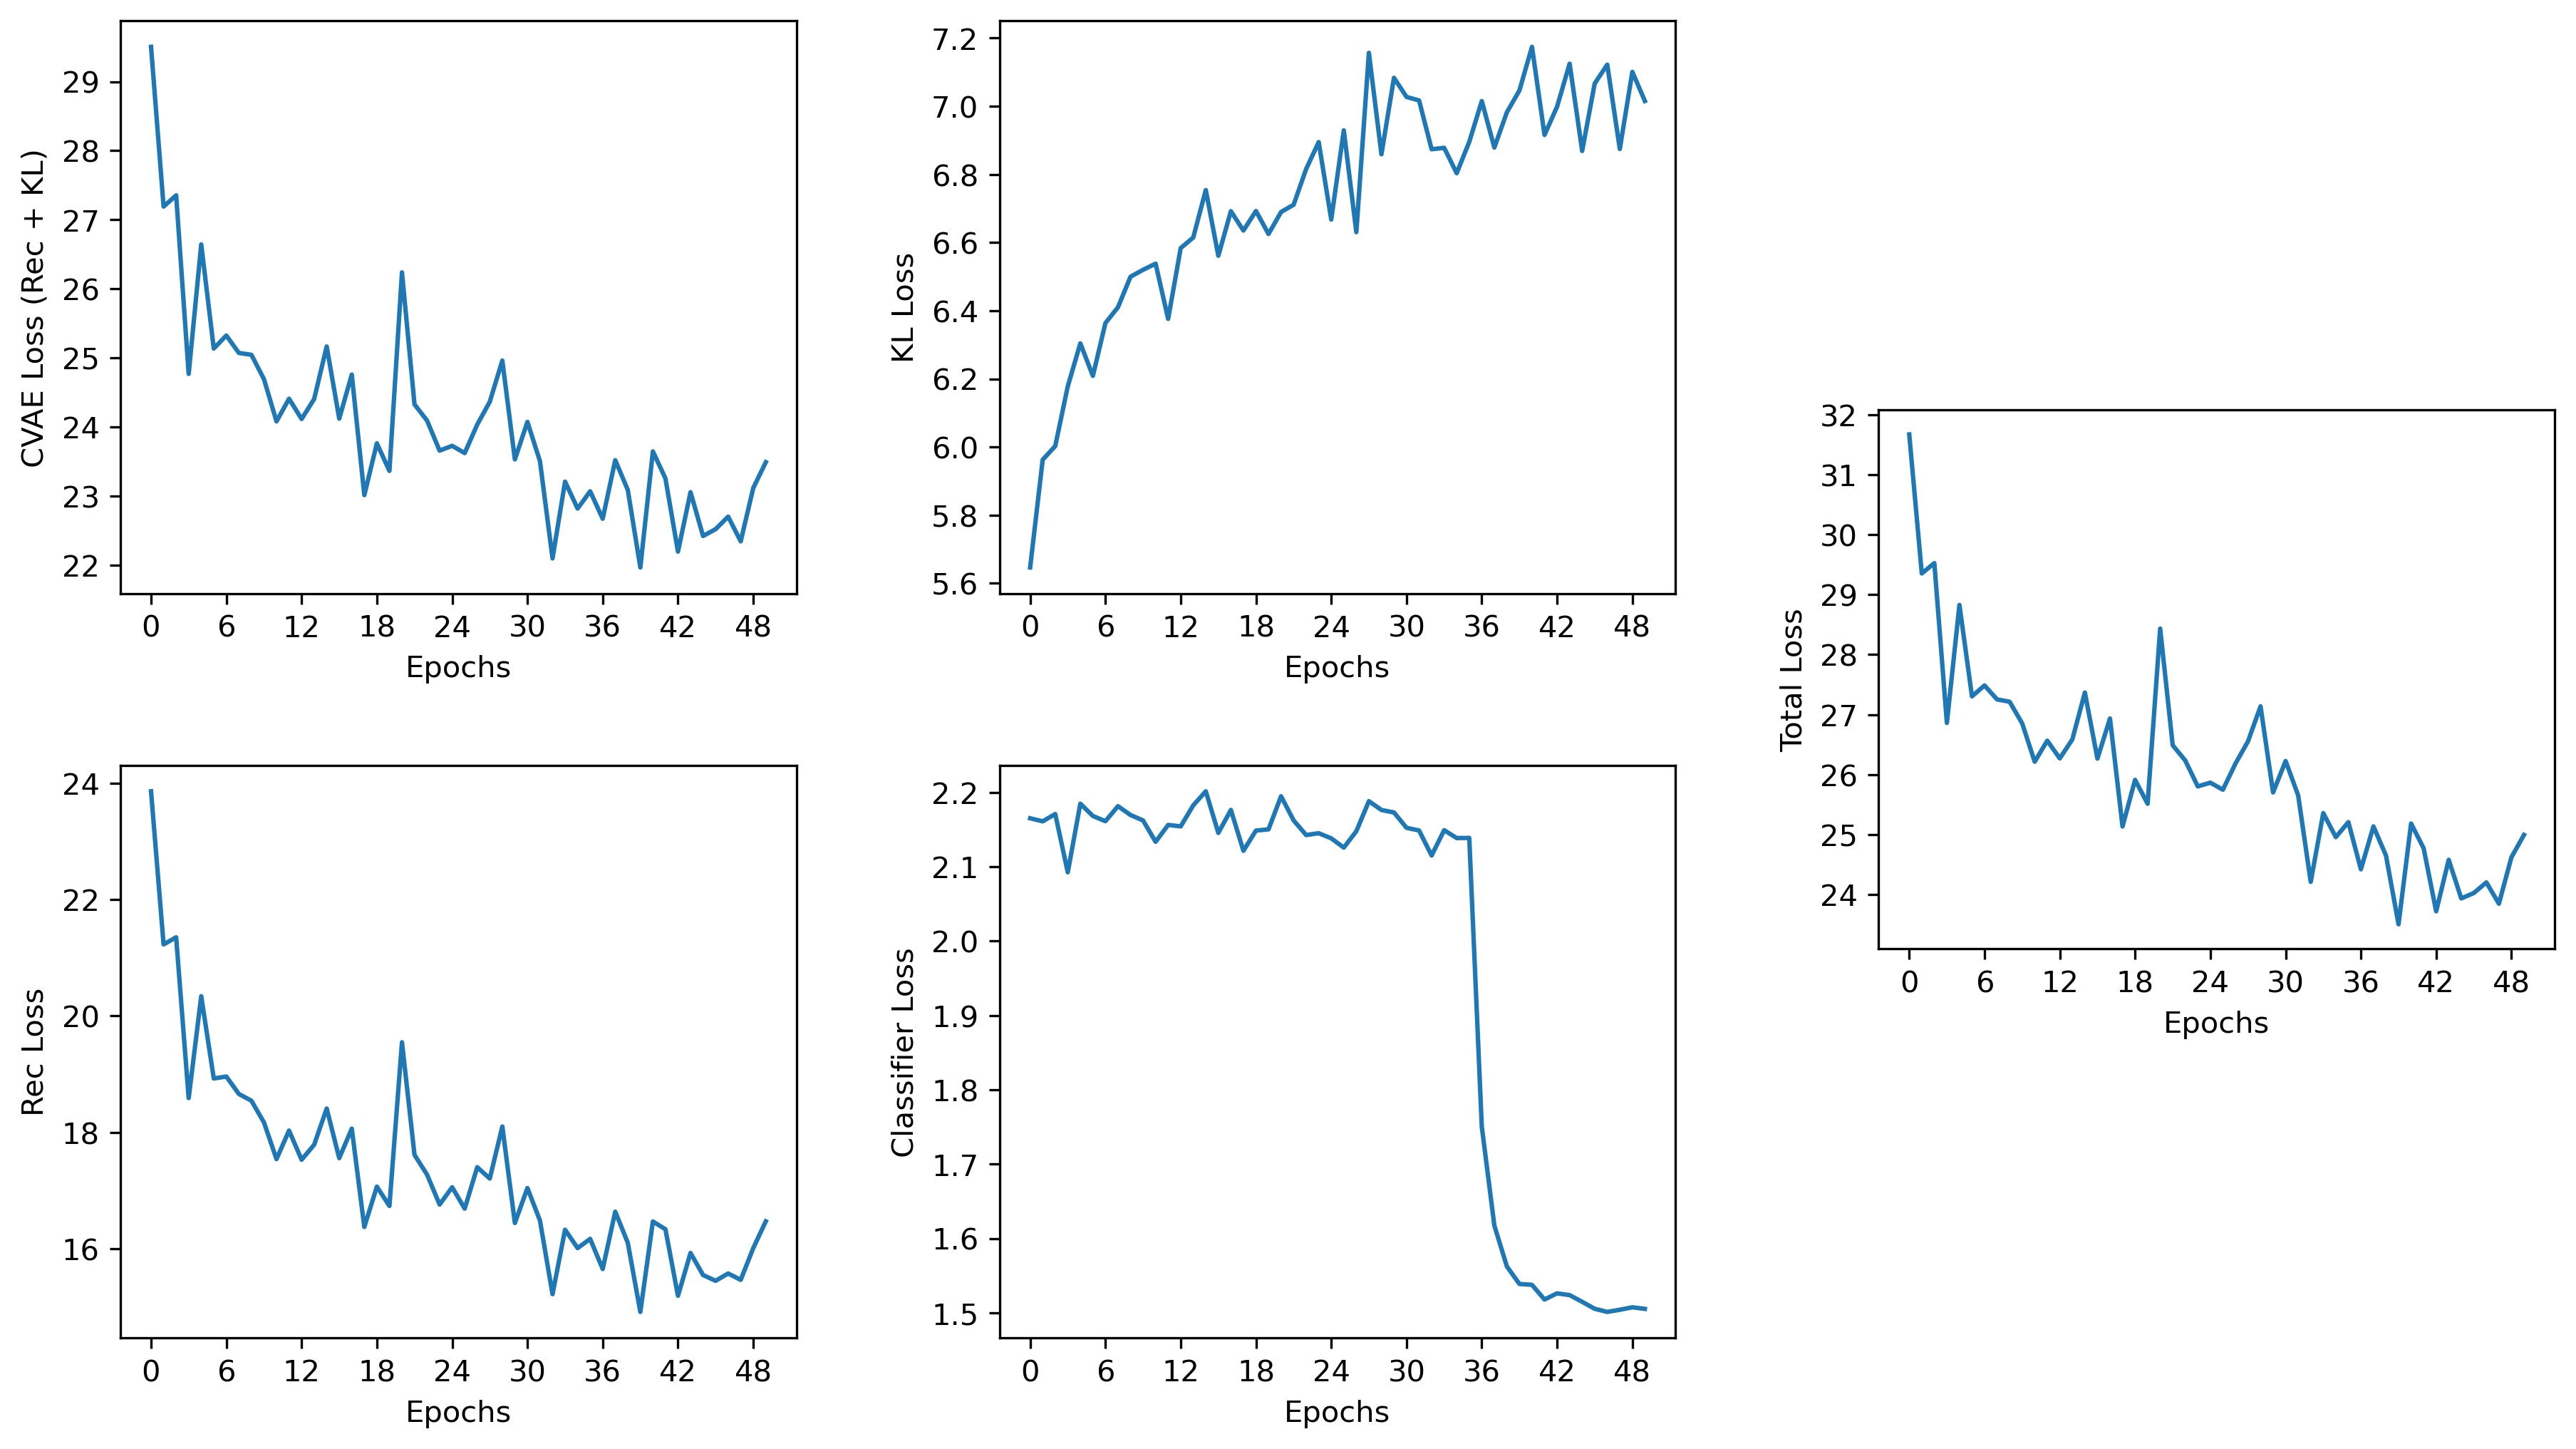 CVAE Loss (Rec + KL)
29
28
27
26
25
24
23
22
0 6 12 18 24 30 36 42 48
Epochs
KL Loss
7.2
7.0
6.8
6.6
6.4
6.2
6.0
5.8
5.6
0 6 12 18 24 30 36 42 48
Epochs
Rec Loss
24
22
20
18
16
0 6 12 18 24 30 36 42 48
Epochs
Classifier Loss
2.2
2.1
2.0
1.9
1.8
1.7
1.6
1.5
0 6 12 18 24 30 36 42 48
Epochs
Total Loss
32
31
30
29
28
27
26
25
24
0 6 12 18 24 30 36 42 48
Epochs